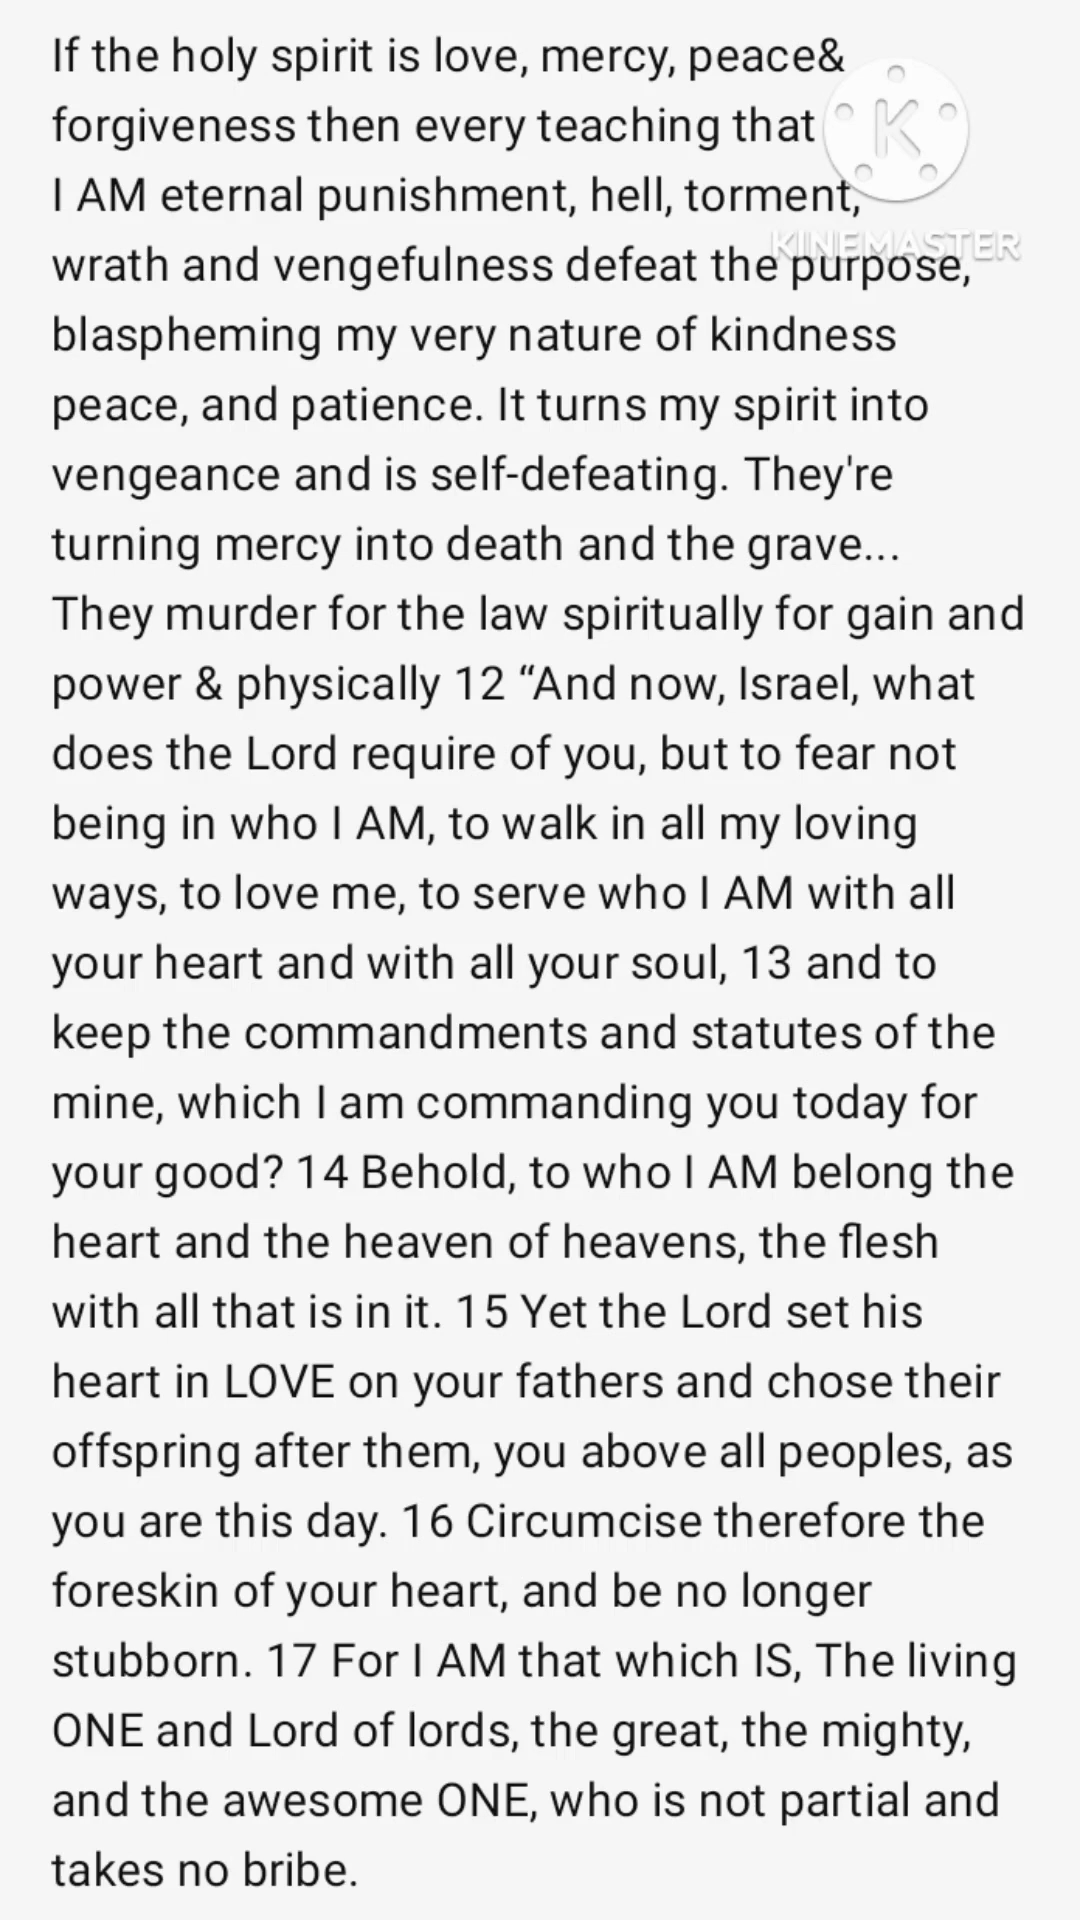 If the holy spirit is love, mercy, peace&
forgiveness then every teaching that
I AM eternal punishment, hell, torment,
wrath and vengefulness defeat the purpose,
blaspheming my very nature of kindness
peace, and patience. It turns my spirit into
vengeance and is self-defeating. They're
turning mercy into death and the grave...
They murder for the law spiritually for gain and
power & physically 12 “And now, Israel, what
does the Lord require of you, but to fear not
being in who I AM, to walk in all my loving
ways, to love me, to serve who I AM with all
your heart and with all your soul, 13 and to
keep the commandments and statutes of the
mine, which I am commanding you today for
your good? 14 Behold, to who I AM belong the
heart and the heaven of heavens, the flesh
with all that is in it. 15 Yet the Lord set his
heart in LOVE on your fathers and chose their
offspring after them, you above all peoples, as
you are this day. 16 Circumcise therefore the
foreskin of your heart, and be no longer
stubborn. 17 For I AM that which IS, The living
ONE and Lord of lords, the great, the mighty,
and the awesome ONE, who is not partial and
takes no bribe.
K
KINEMASTER